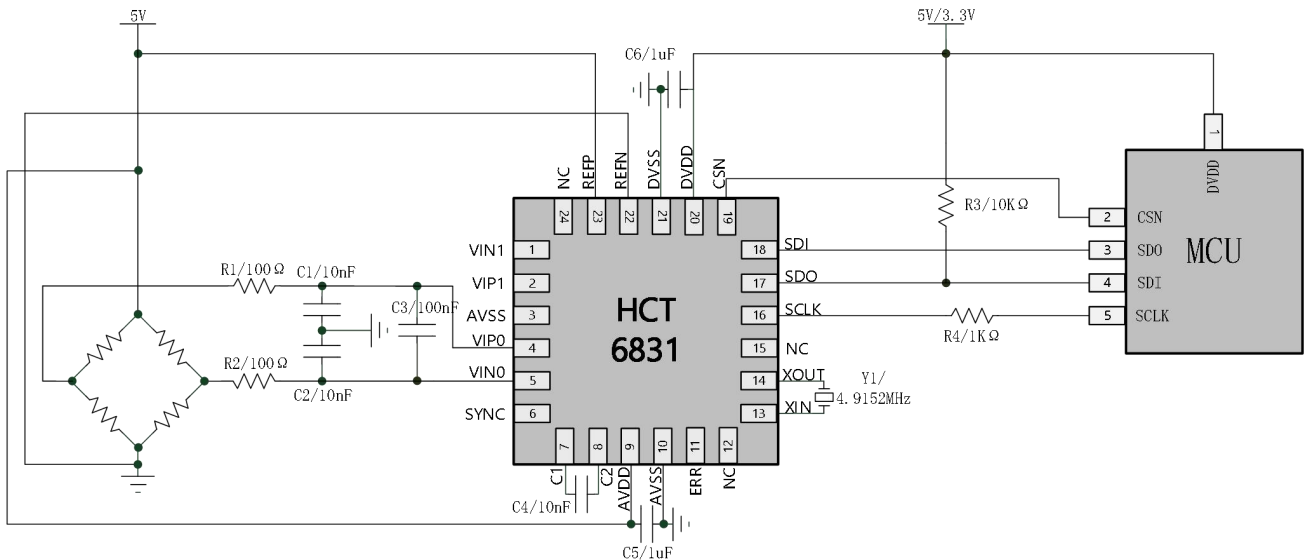 5V
5V/3.3V
C6/1uF
NC
REFP
REFN
DVSS
DVDD
CSN
24
23
22
21
20
19
1
DVDD
R3/10KΩ
2
CSN
VIN1
1
18
SDI
3
SDO
MCU
R1/100Ω
C1/10nF
VIP1
2
17
SDO
4
SDI
C3/100nF
AVSS
3
HCT
6831
16
SCLK
R4/1KΩ
5
SCLK
VIP0
4
15
NC
R2/100Ω
C2/10nF
VIN0
5
14
XOUT
Y1/
4.9152MHz
SYNC
6
13
XIN
7
8
9
10
11
12
C1
C2
AVDD
AVSS
ERR
NC
C4/10nF
C5/1uF